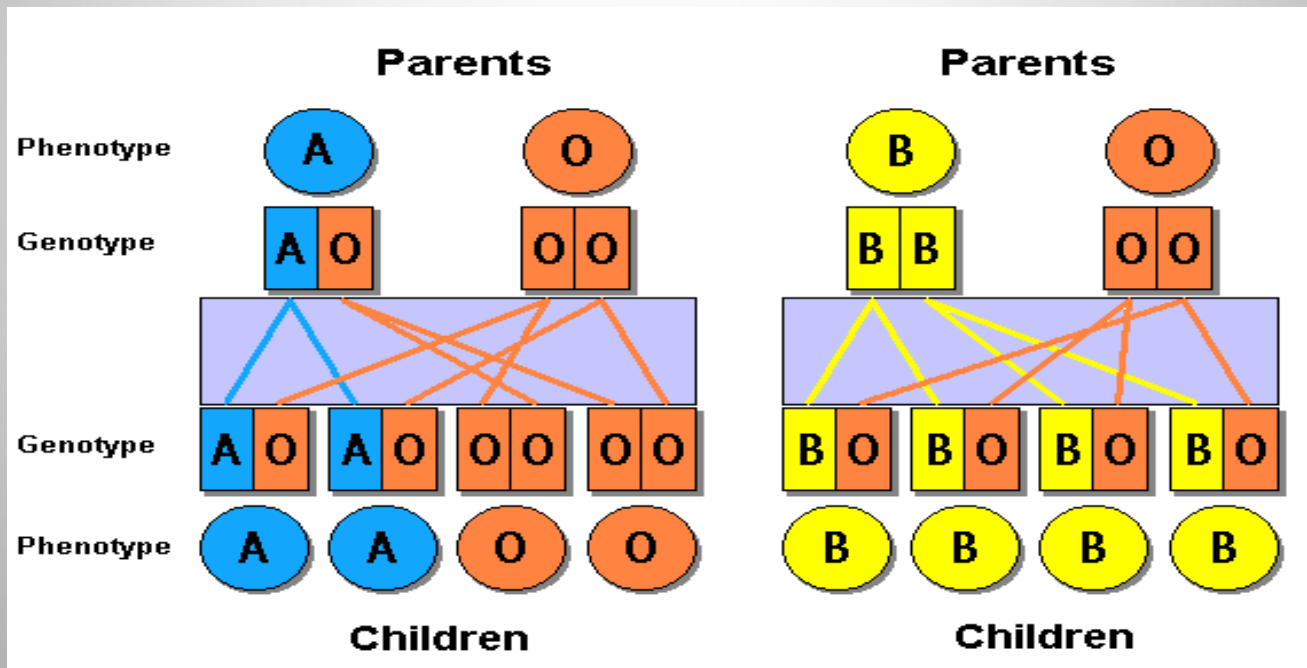 Parents Parents
Phenotype A O B O
Genotype A O O O B B O O
Genotype A O A O O O O O B O B O B O B O
Phenotype A A O O B B B B
Children Children